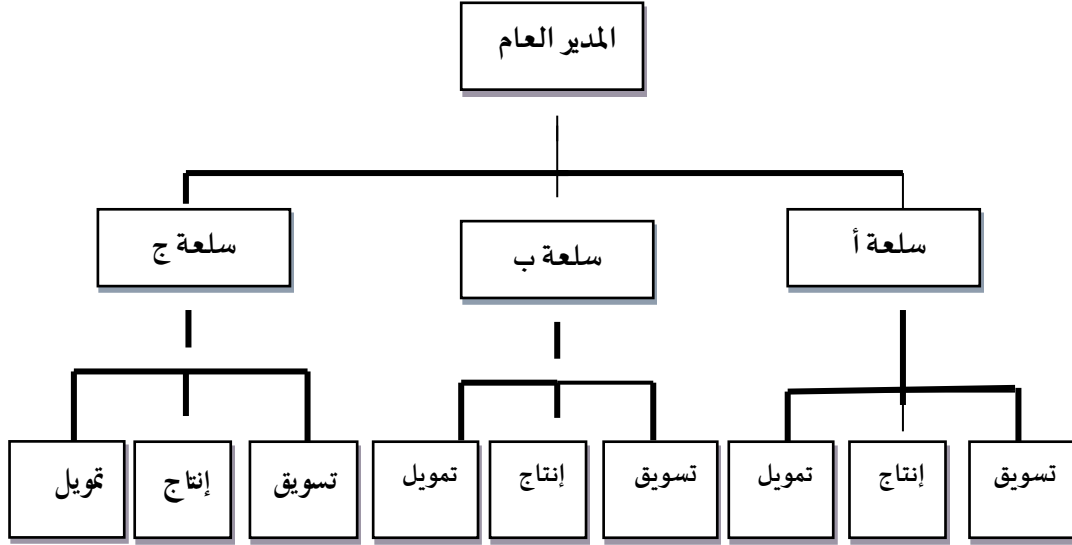 المدير العام
سلعة أ
سلعة ب
سلعة ج
تسويق
إنتاج
تمويل
تسويق
إنتاج
تمويل
تسويق
إنتاج
تمويل